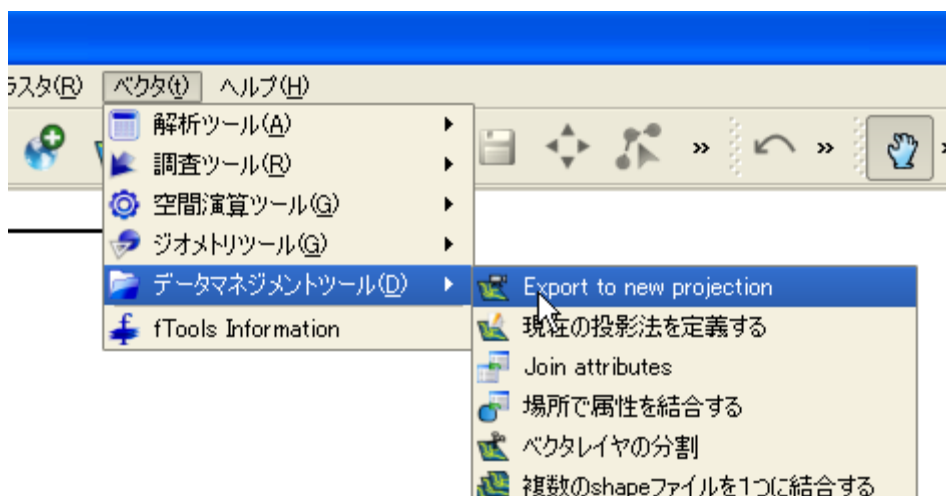 ラスタ(R) ベクタ(t) ヘルプ(H)
解析ツール(A)
調査ツール(R)
空間演算ツール(G)
ジオメトリツール(G)
データマネジメントツール(D)
fTools Information
Export to new projection
現在の投影法を定義する
Join attributes
場所で属性を結合する
ベクタレイヤの分割
複数のshapeファイルを1つに結合する